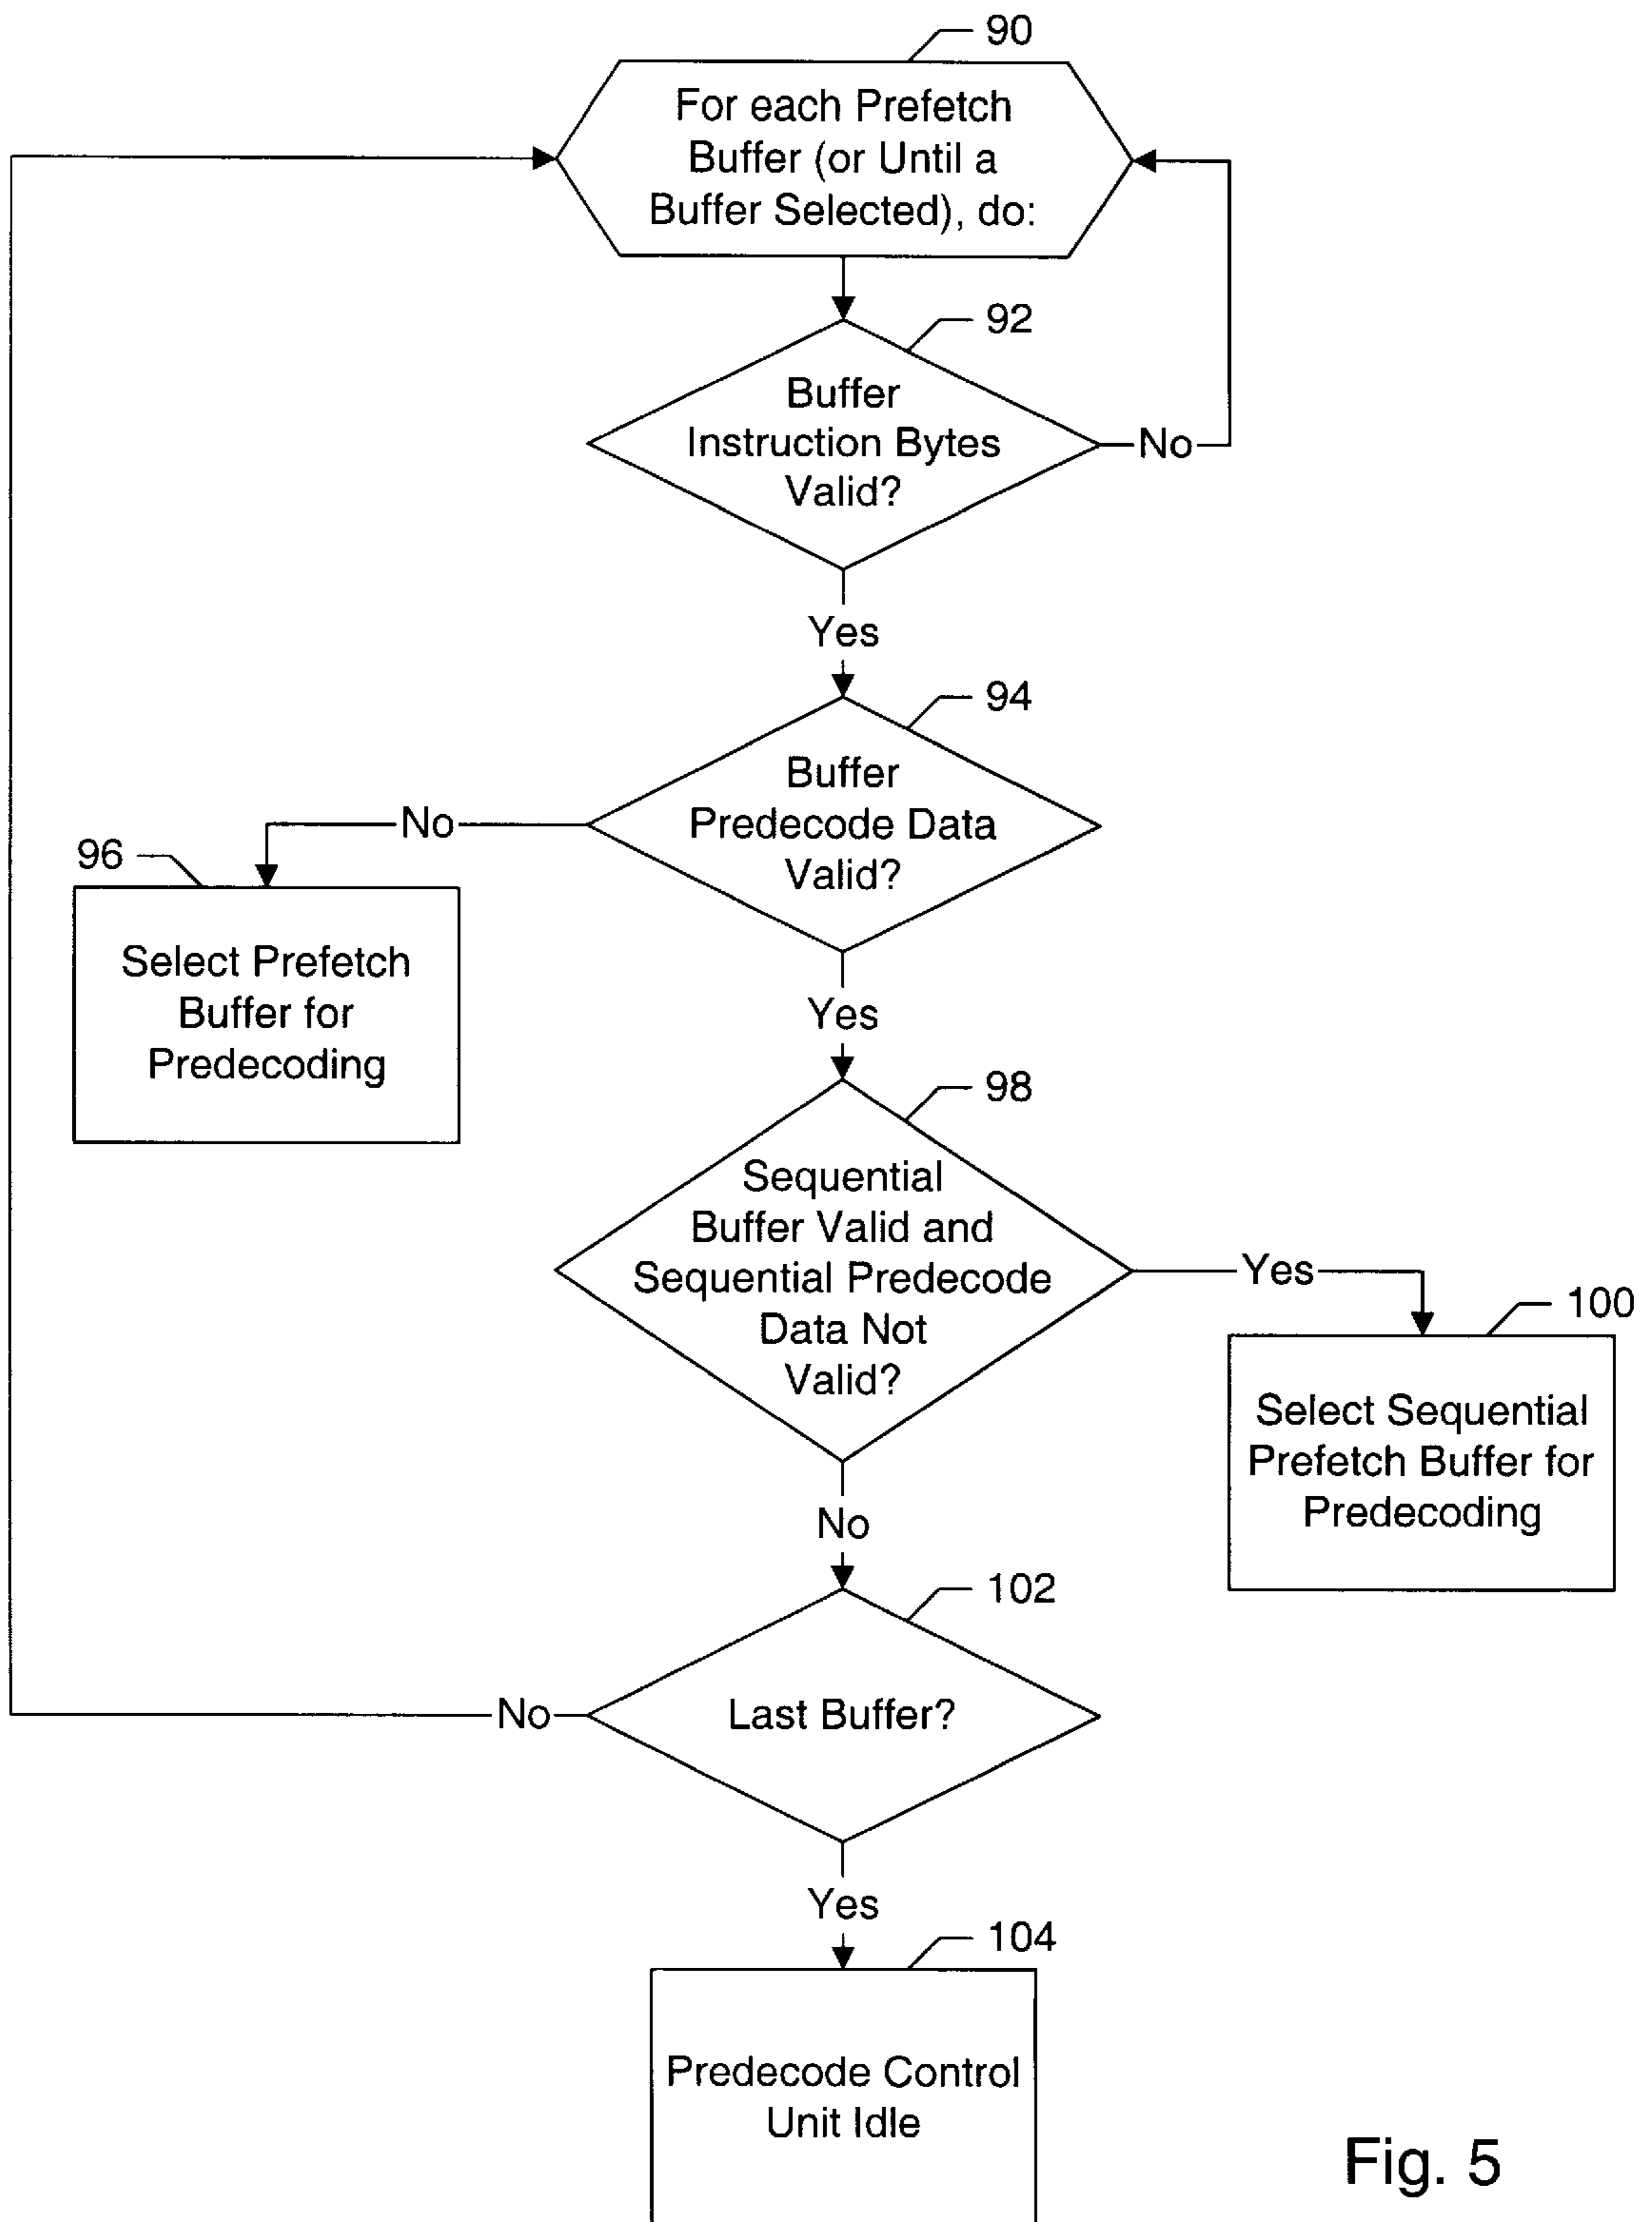 90
For each Prefetch
Buffer (or Until a
Buffer Selected), do:
92
Buffer
Instruction Bytes
Valid?
No
Yes
94
Buffer
Predecode Data
Valid?
No
96
Select Prefetch
Buffer for
Predecoding
Yes
98
Sequential
Buffer Valid and
Sequential Predecode
Data Not
Valid?
Yes
100
Select Sequential
Prefetch Buffer for
Predecoding
No
102
Last Buffer?
No
Yes
104
Predecode Control
Unit Idle
Fig. 5